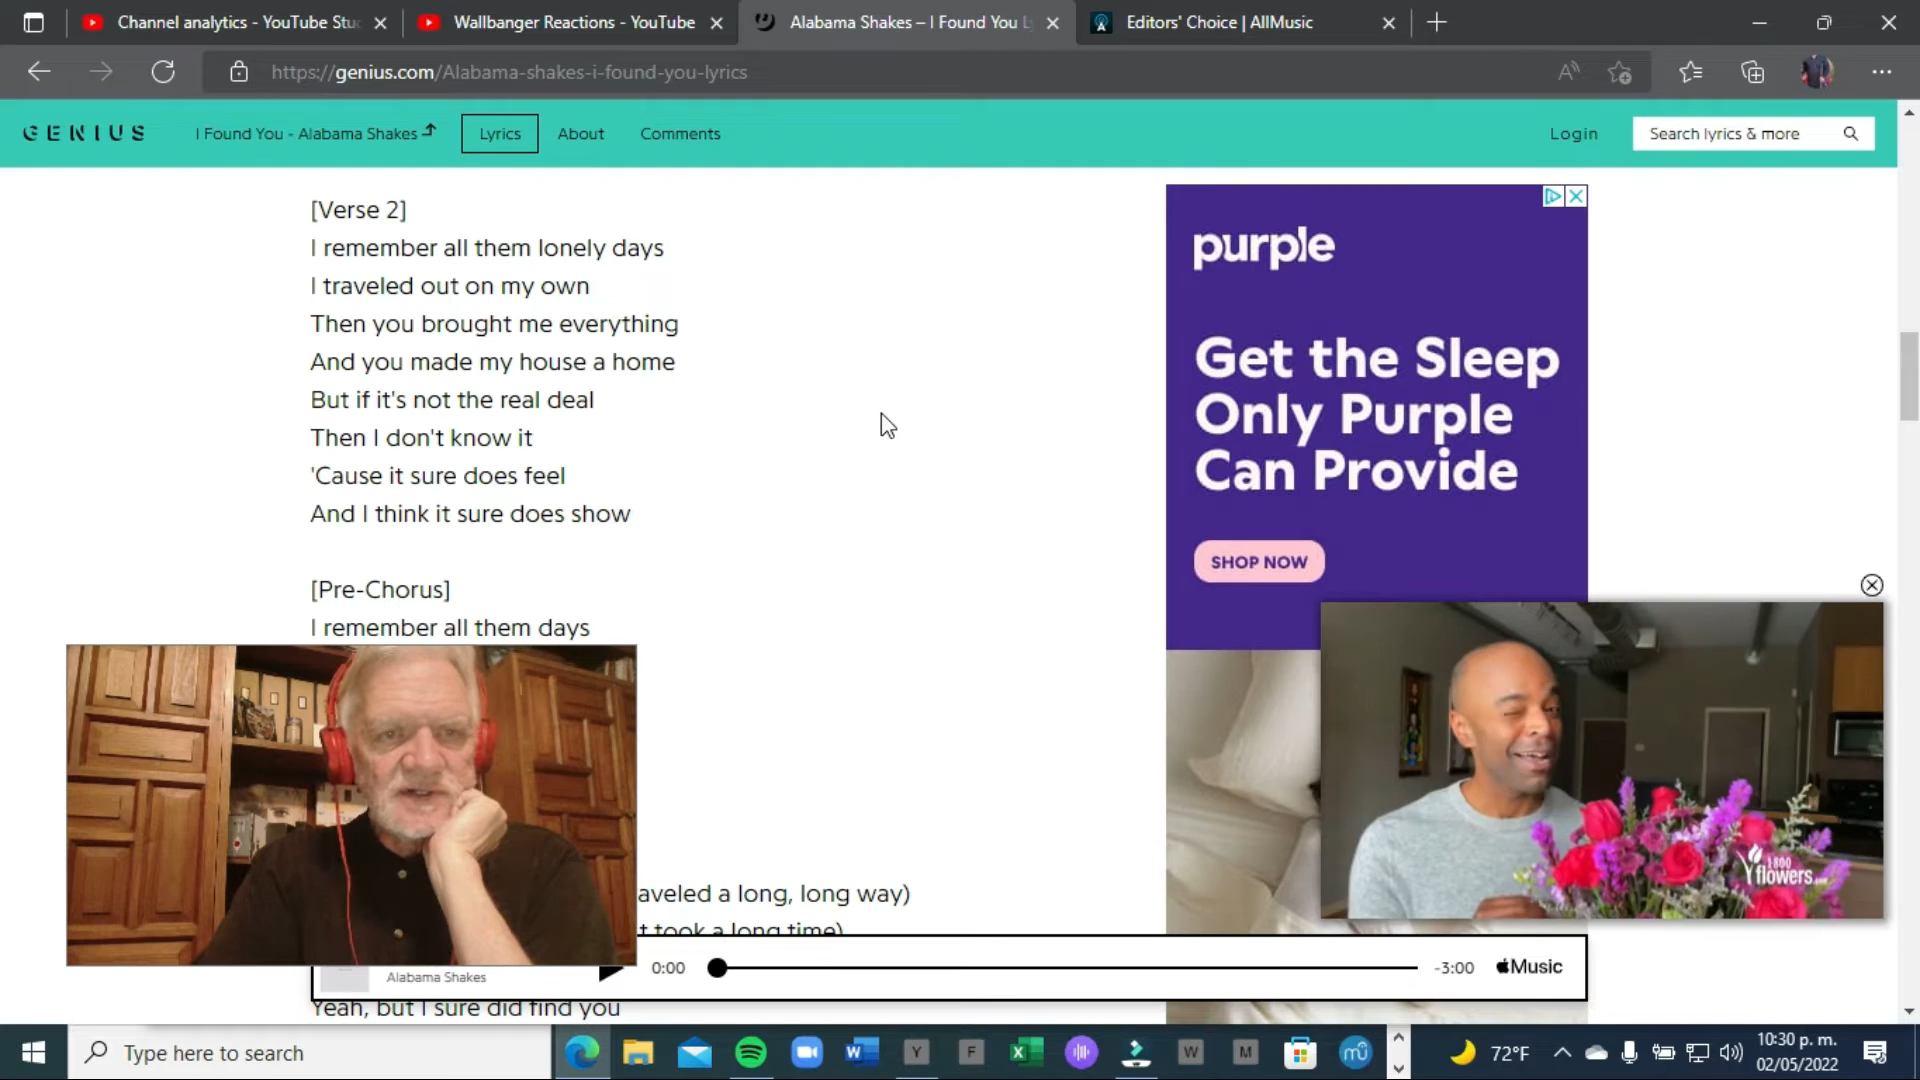 Channel analytics - YouTube Stu
Wallbanger Reactions - YouTube
Alabama Shakes – I Found You L
Editors' Choice | AllMusic
https://genius.com/Alabama-shakes-i-found-you-lyrics
GENIUS
I Found You - Alabama Shakes
Lyrics
About
Comments
Login
Search lyrics & more
[Verse 2]
I remember all them lonely days
I traveled out on my own
Then you brought me everything
And you made my house a home
But if it's not the real deal
Then I don't know it
'Cause it sure does feel
And I think it sure does show
[Pre-Chorus]
I remember all them days
aveled a long, long way)
t took a long time)
Alabama Shakes
0:00
-3:00
Music
Yeah, but I sure did find you
purple
Get the Sleep
Only Purple
Can Provide
SHOP NOW
1-800
flowers.com
Type here to search
72°F
10:30 p. m.
02/05/2022